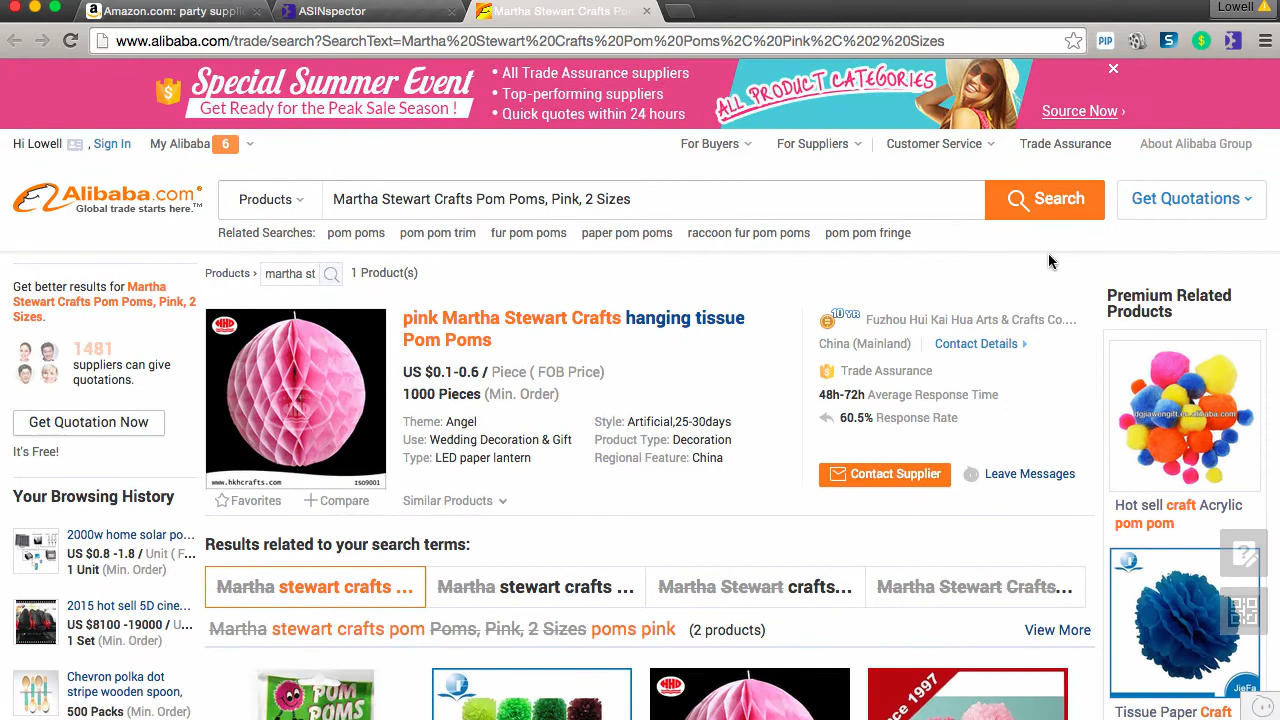 Amazon.com: party supplie
ASINspector
Martha Stewart Crafts Po
Lowell
www.alibaba.com/trade/search?SearchText=Martha%20Stewart%20Crafts%20Pom%20Poms%2C%20Pink%2C%202%20Sizes
PIP
Special Summer Event
Get Ready for the Peak Sale Season !
• All Trade Assurance suppliers
• Top-performing suppliers
• Quick quotes within 24 hours
ALL PRODUCT CATEGORIES
Source Now ›
Hi Lowell , Sign In My Alibaba 6
For Buyers For Suppliers Customer Service Trade Assurance About Alibaba Group
Alibaba.com
Global trade starts here.™
Products
Martha Stewart Crafts Pom Poms, Pink, 2 Sizes
Search
Get Quotations
Related Searches: pom poms pom pom trim fur pom poms paper pom poms raccoon fur pom poms pom pom fringe
Get better results for Martha
Stewart Crafts Pom Poms, Pink, 2
Sizes.
1481
suppliers can give
quotations.
Get Quotation Now
It's Free!
Your Browsing History
2000w home solar po...
US $0.8 -1.8 / Unit ( F...
1 Unit (Min. Order)
2015 hot sell 5D cine...
US $8100 -19000 / U...
1 Set (Min. Order)
Chevron polka dot
stripe wooden spoon,
500 Packs (Min. Order)
Products › martha st 1 Product(s)
HHD
www.hkhcrafts.com
ISO9001
Favorites
Compare
pink Martha Stewart Crafts hanging tissue
Pom Poms
US $0.1-0.6 / Piece ( FOB Price)
1000 Pieces (Min. Order)
Theme: Angel
Style: Artificial,25-30days
Use: Wedding Decoration & Gift
Product Type: Decoration
Type: LED paper lantern
Regional Feature: China
Similar Products
10 YR Fuzhou Hui Kai Hua Arts & Crafts Co....
China (Mainland) Contact Details
Trade Assurance
48h-72h Average Response Time
60.5% Response Rate
Contact Supplier
Leave Messages
Results related to your search terms:
Martha stewart crafts ...
Martha stewart crafts ...
Martha Stewart crafts...
Martha Stewart Crafts...
Martha stewart crafts pom Poms, Pink, 2 Sizes poms pink (2 products)
View More
POM
POMS
HHD
nce 1997
Premium Related
Products
dgjiawengift.en.alibaba.com
Hot sell craft Acrylic
pom pom
JieFa
Tissue Paper Craft